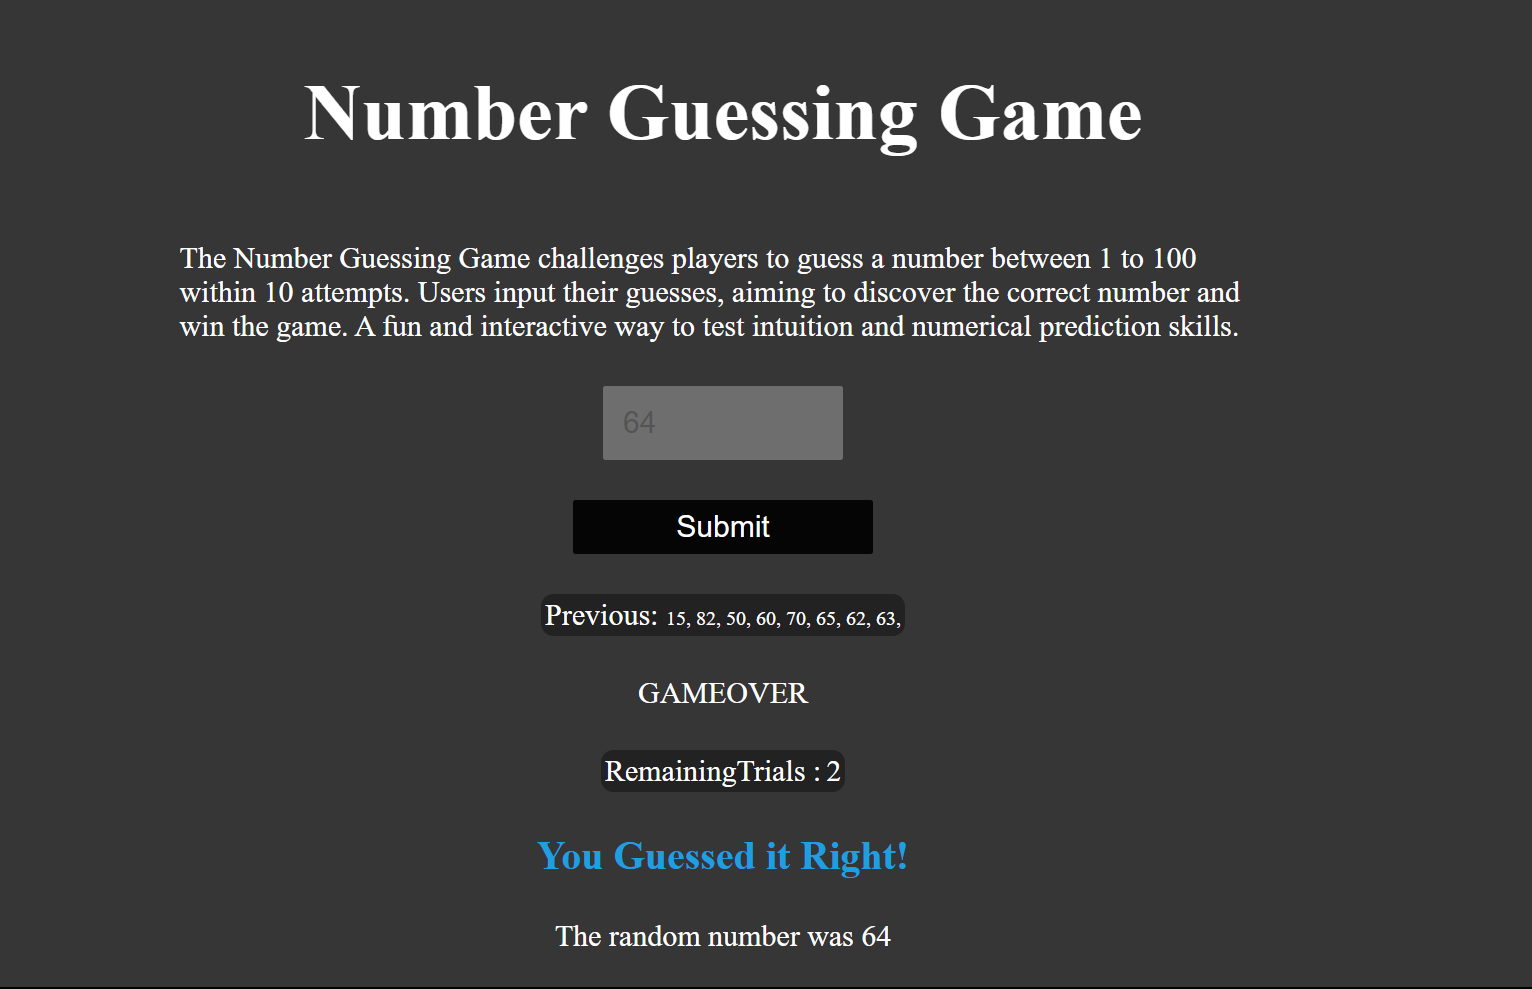 Number Guessing Game
The Number Guessing Game challenges players to guess a number between 1 to 100
within 10 attempts. Users input their guesses, aiming to discover the correct number and
win the game. A fun and interactive way to test intuition and numerical prediction skills.
64
Submit
Previous: 15, 82, 50, 60, 70, 65, 62, 63,
GAMEOVER
RemainingTrials : 2
You Guessed it Right!
The random number was 64